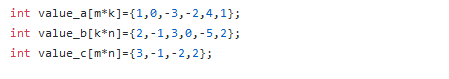 int value_a[m*k]={1,0,-3,-2,4,1};
int value_b[k*n]={2,-1,3,0,-5,2};
int value_c[m*n]={3,-1,-2,2};